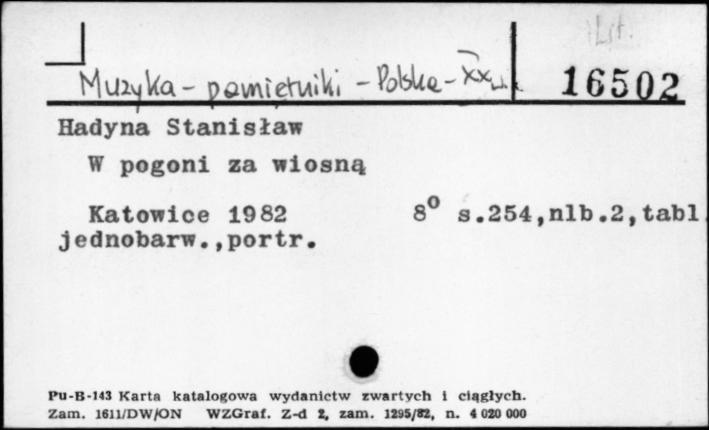 Lit.
Muzyka - pamiętniki - Polska - XX w.
16502
Hadyna Stanisław
W pogoni za wiosną
Katowice 1982 8° s.254,nlb.2,tabl.
jednobarw.,portr.
Pu-B-143 Karta katalogowa wydanictw zwartych i ciągłych.
Zam. 1611/DW/ON WZGraf. Z-d 2, zam. 1295/82, n. 4 020 000